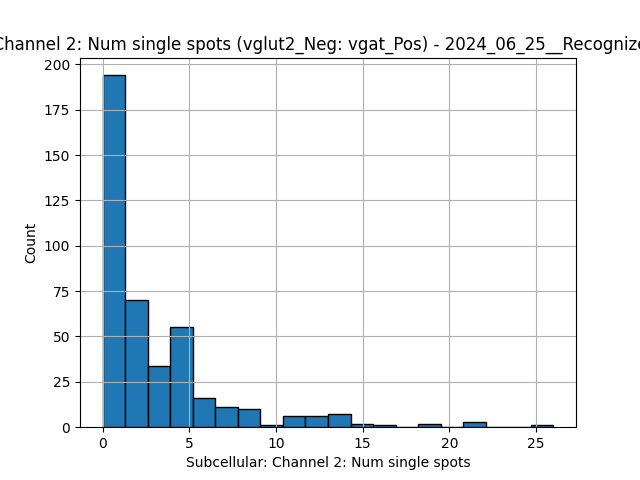 Channel 2: Num single spots (vglut2_Neg: vgat_Pos) - 2024_06_25__Recognize
200
175
150
125
100
75
50
25
0
Count
0 5 10 15 20 25
Subcellular: Channel 2: Num single spots